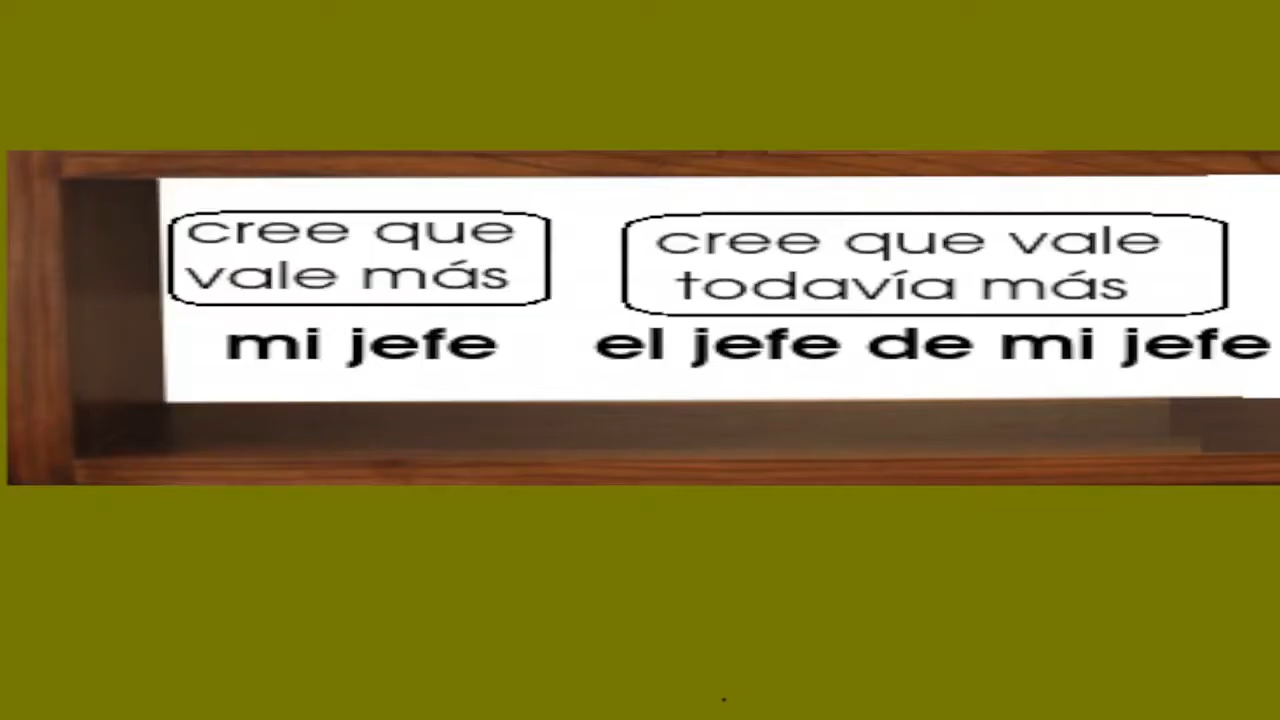 cree que
vale más
mi jefe
cree que vale
todavía más
el jefe de mi jefe